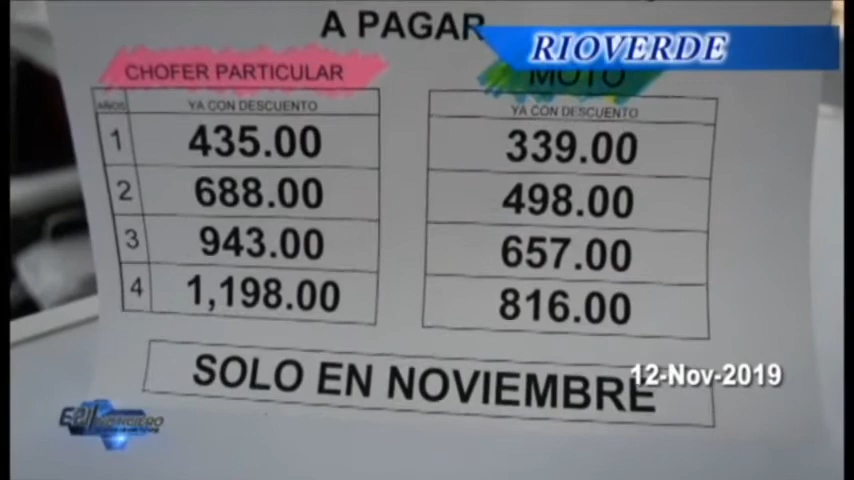 A PAGAR
RIOVERDE
CHOFER PARTICULAR
MOTO
AÑOS
YA CON DESCUENTO
YA CON DESCUENTO
1 435.00 339.00
2 688.00 498.00
3 943.00 657.00
4 1,198.00 816.00
SOLO EN NOVIEMBRE
12-Nov-2019